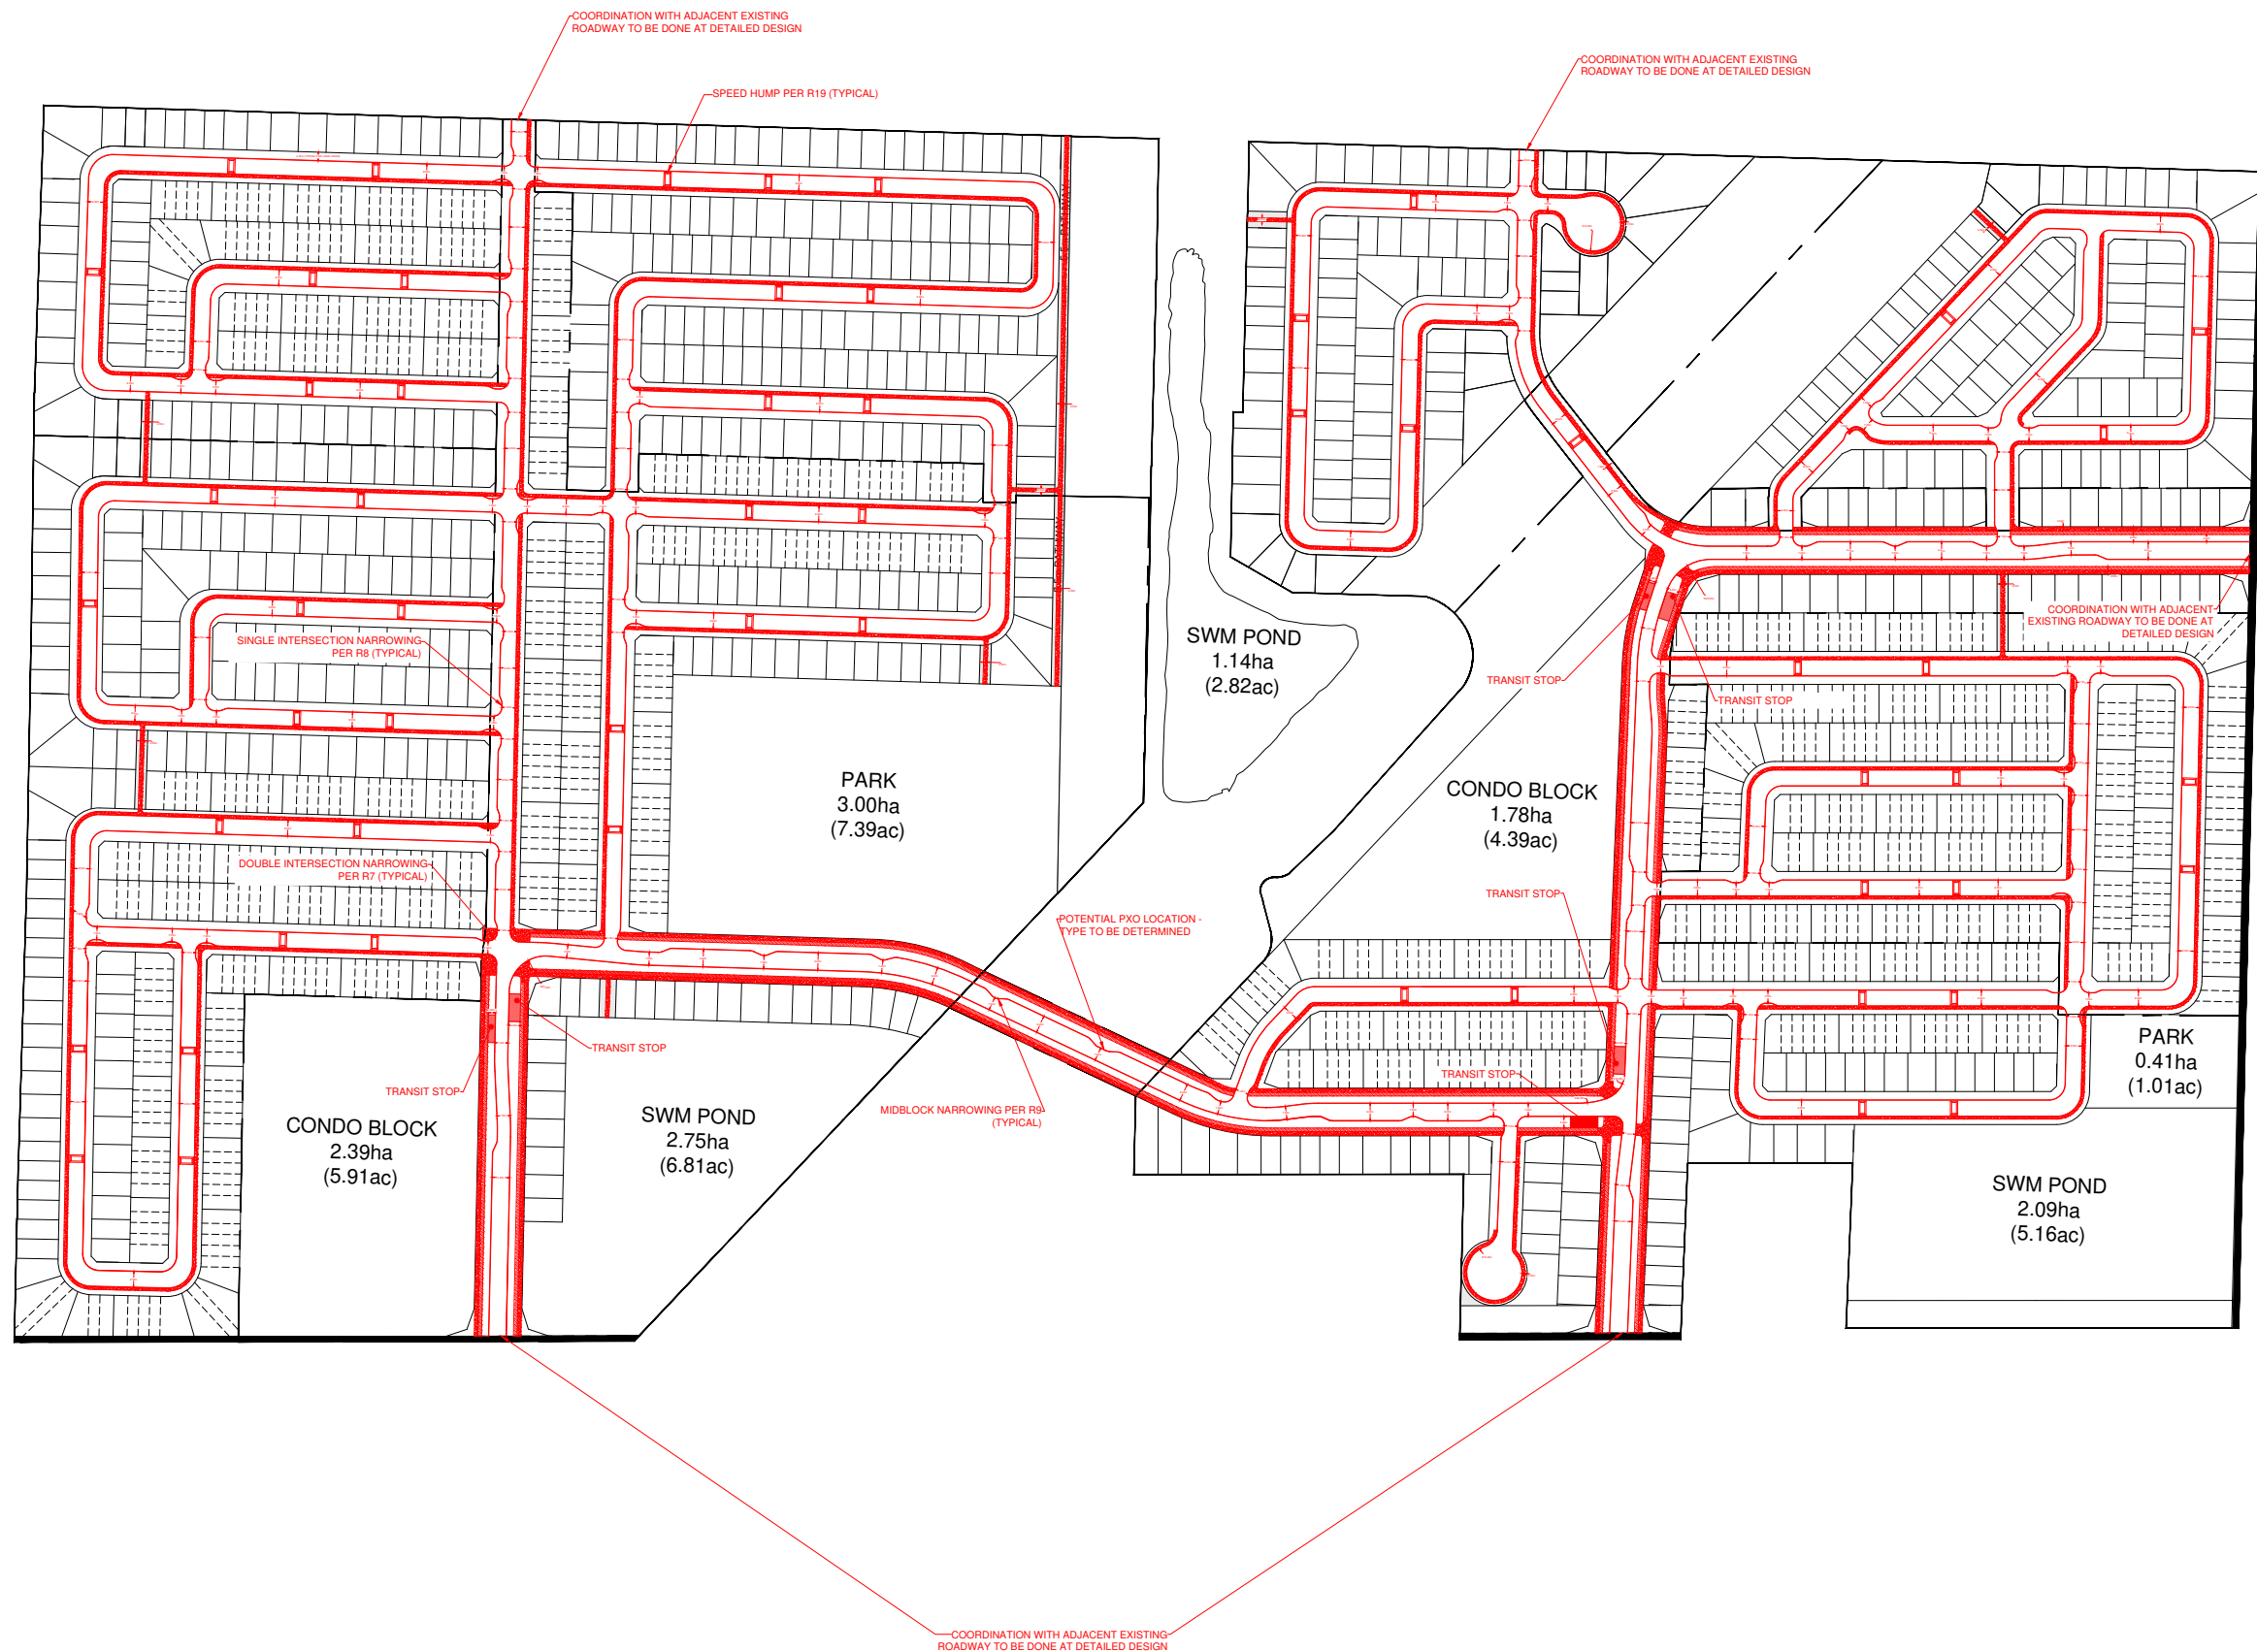 COORDINATION WITH ADJACENT EXISTING
ROADWAY TO BE DONE AT DETAILED DESIGN
COORDINATION WITH ADJACENT EXISTING
ROADWAY TO BE DONE AT DETAILED DESIGN
SPEED HUMP PER R19 (TYPICAL)
COORDINATION WITH ADJACENT
EXISTING ROADWAY TO BE DONE AT
DETAILED DESIGN
SINGLE INTERSECTION NARROWING
PER R8 (TYPICAL)
SWM POND
1.14ha
(2.82ac)
TRANSIT STOP
TRANSIT STOP
PARK
3.00ha
(7.39ac)
CONDO BLOCK
1.78ha
(4.39ac)
DOUBLE INTERSECTION NARROWING
PER R7 (TYPICAL)
TRANSIT STOP
POTENTIAL PXO LOCATION -
TYPE TO BE DETERMINED
TRANSIT STOP
PARK
0.41ha
(1.01ac)
TRANSIT STOP
TRANSIT STOP
MIDBLOCK NARROWING PER R9
(TYPICAL)
CONDO BLOCK
2.39ha
(5.91ac)
SWM POND
2.75ha
(6.81ac)
SWM POND
2.09ha
(5.16ac)
COORDINATION WITH ADJACENT EXISTING
ROADWAY TO BE DONE AT DETAILED DESIGN